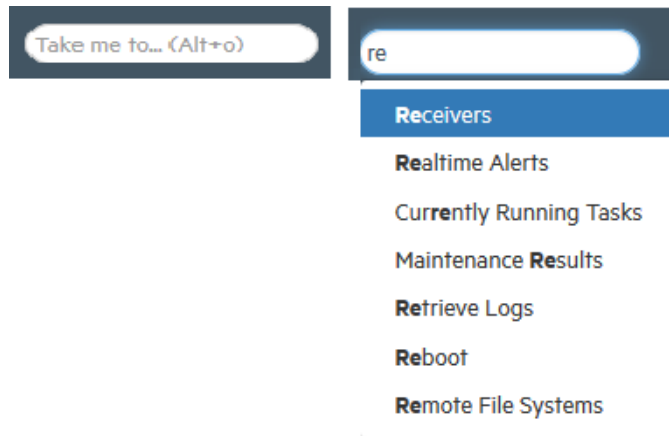 Take me to... (Alt+o)
re
Receivers
Realtime Alerts
Currently Running Tasks
Maintenance Results
Retrieve Logs
Reboot
Remote File Systems